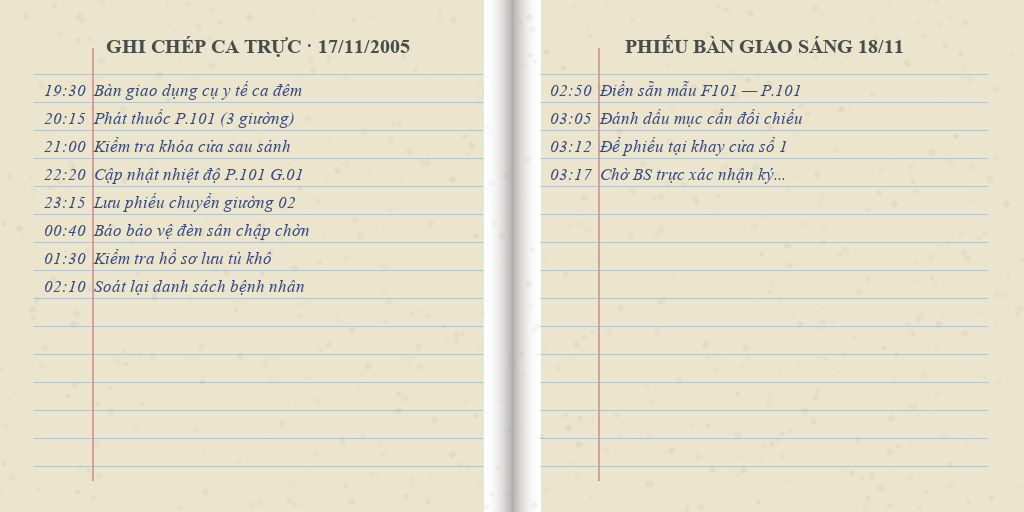 GHI CHÉP CA TRỰC · 17/11/2005
19:30 Bàn giao dụng cụ y tế ca đêm
20:15 Phát thuốc P.101 (3 giường)
21:00 Kiểm tra khóa cửa sau sảnh
22:20 Cập nhật nhiệt độ P.101 G.01
23:15 Lưu phiếu chuyển giường 02
00:40 Báo bảo vệ đèn sân chập chờn
01:30 Kiểm tra hồ sơ lưu tủ khô
02:10 Soát lại danh sách bệnh nhân
PHIẾU BÀN GIAO SÁNG 18/11
02:50 Điền sẵn mẫu F101 — P.101
03:05 Đánh dấu mục cần đối chiếu
03:12 Để phiếu tại khay cửa sổ 1
03:17 Chờ BS trực xác nhận ký...